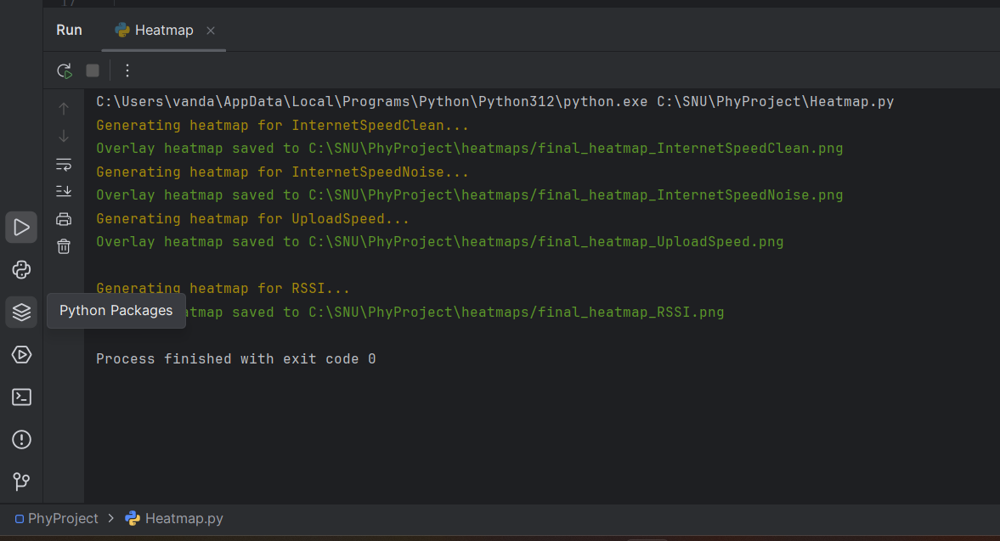 17
Run Heatmap
C:\Users\vanda\AppData\Local\Programs\Python\Python312\python.exe C:\SNU\PhyProject\Heatmap.py
Generating heatmap for InternetSpeedClean...
Overlay heatmap saved to C:\SNU\PhyProject\heatmaps/final_heatmap_InternetSpeedClean.png
Generating heatmap for InternetSpeedNoise...
Overlay heatmap saved to C:\SNU\PhyProject\heatmaps/final_heatmap_InternetSpeedNoise.png
Generating heatmap for UploadSpeed...
Overlay heatmap saved to C:\SNU\PhyProject\heatmaps/final_heatmap_UploadSpeed.png
Generating heatmap for RSSI...
Python Packages
atmap saved to C:\SNU\PhyProject\heatmaps/final_heatmap_RSSI.png
Process finished with exit code 0
PhyProject > Heatmap.py